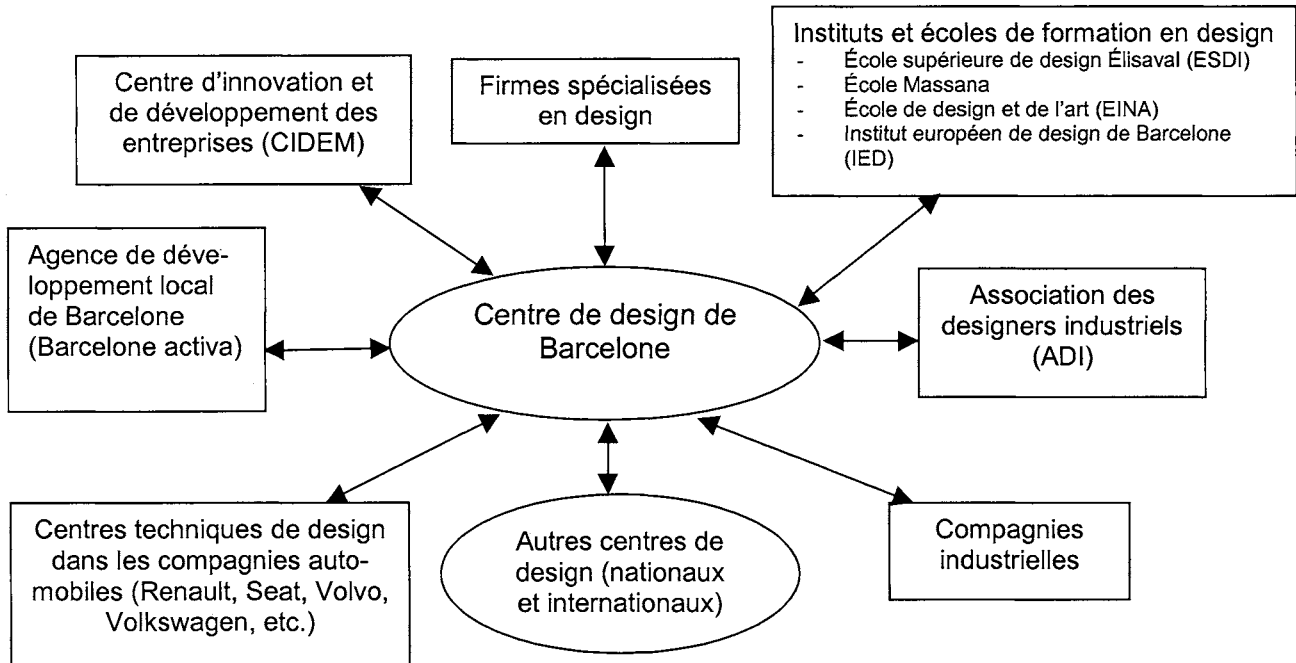 Centre d'innovation et
de développement des
entreprises (CIDEM)
Firmes spécialisées
en design
Instituts et écoles de formation en design
- École supérieure de design Élisaval (ESDI)
- École Massana
- École de design et de l'art (EINA)
- Institut européen de design de Barcelone
(IED)
Agence de déve-
loppement local
de Barcelone
(Barcelone activa)
Centre de design de
Barcelone
Association des
designers industriels
(ADI)
Centres techniques de design
dans les compagnies auto-
mobiles (Renault, Seat, Volvo,
Volkswagen, etc.)
Autres centres de
design (nationaux
et internationaux)
Compagnies
industrielles